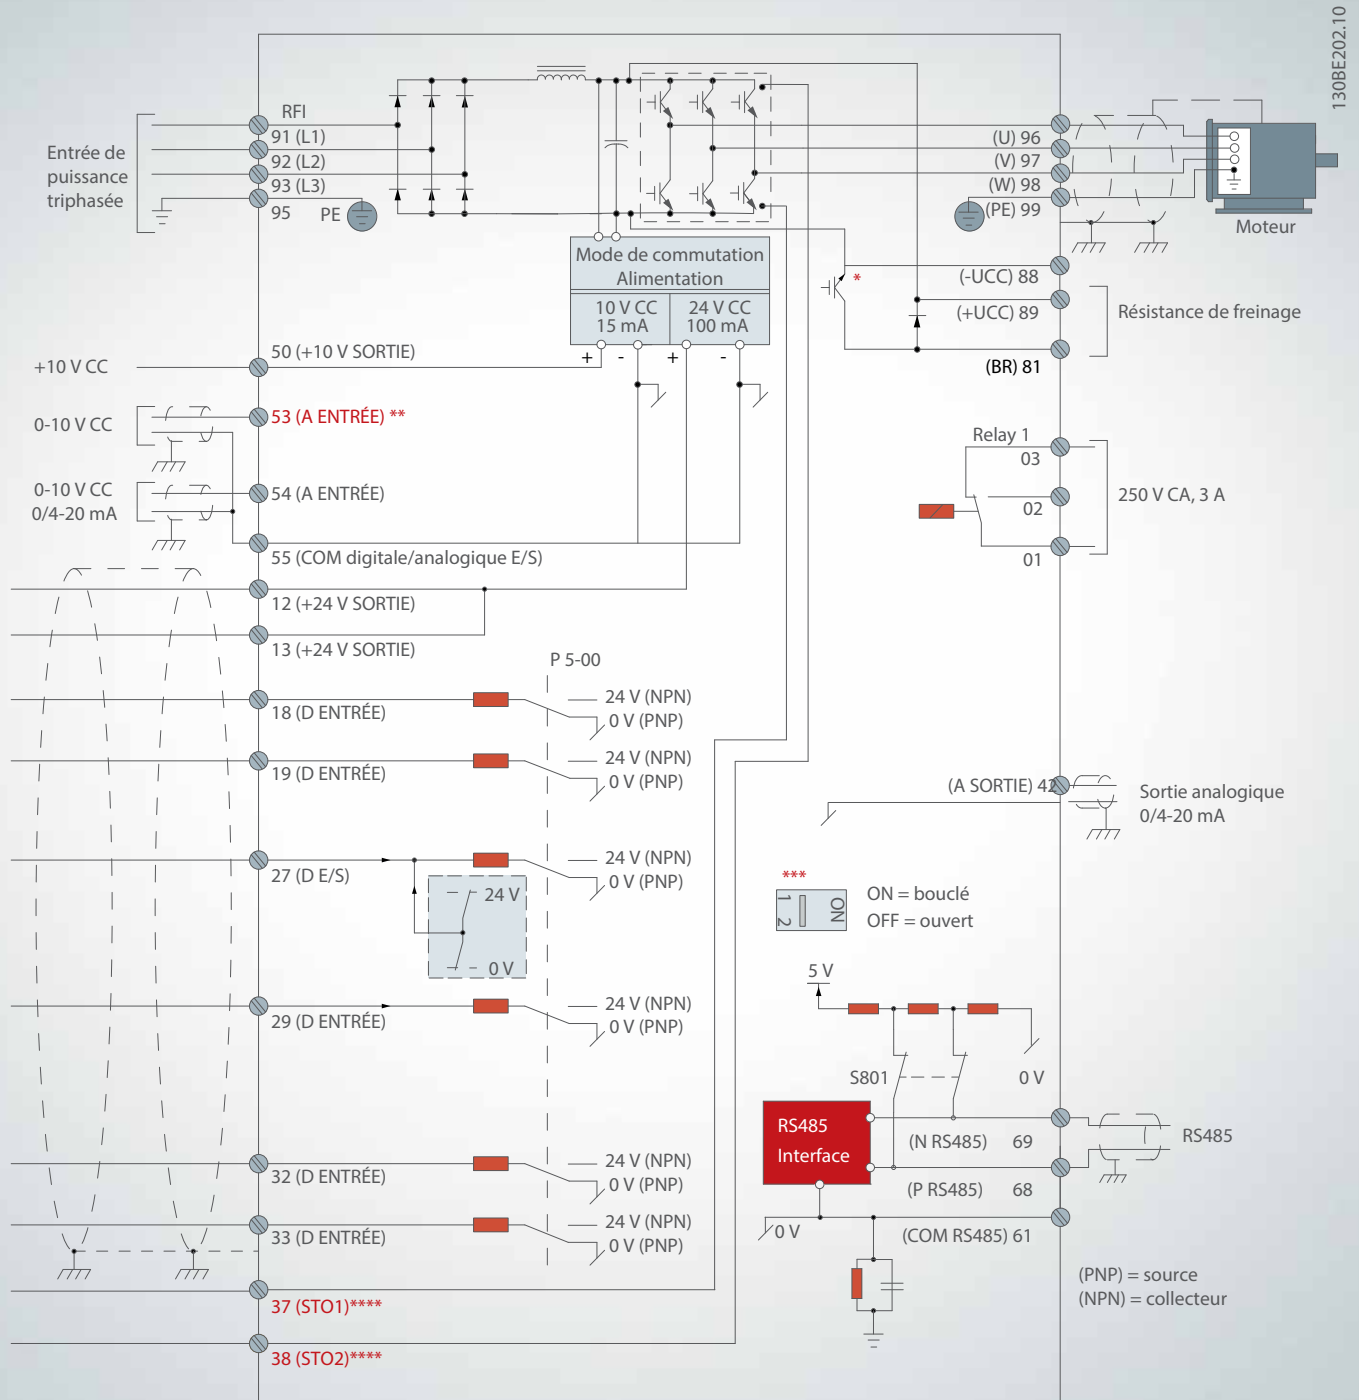 130BE202.10
RFI
91 (L1)
92 (L2)
93 (L3)
95
PE
Entrée de
puissance
triphasée
(U) 96
(V) 97
(W) 98
(PE) 99
Moteur
Mode de commutation
Alimentation
10 V CC
15 mA
24 V CC
100 mA
+ - + -
*
(-UCC) 88
(+UCC) 89
(BR) 81
Résistance de freinage
+10 V CC
50 (+10 V SORTIE)
0-10 V CC
53 (A ENTRÉE) **
0-10 V CC
0/4-20 mA
54 (A ENTRÉE)
55 (COM digitale/analogique E/S)
12 (+24 V SORTIE)
13 (+24 V SORTIE)
Relay 1
03
02
01
250 V CA, 3 A
P 5-00
18 (D ENTRÉE)
24 V (NPN)
0 V (PNP)
19 (D ENTRÉE)
24 V (NPN)
0 V (PNP)
27 (D E/S)
24 V (NPN)
0 V (PNP)
24 V
0 V
29 (D ENTRÉE)
24 V (NPN)
0 V (PNP)
32 (D ENTRÉE)
24 V (NPN)
0 V (PNP)
33 (D ENTRÉE)
24 V (NPN)
0 V (PNP)
37 (STO1)****
38 (STO2)****
(A SORTIE) 42
Sortie analogique
0/4-20 mA
***
1 2
ON
ON = bouclé
OFF = ouvert
5 V
S801
0 V
RS485
Interface
(N RS485) 69
(P RS485) 68
RS485
0 V
(COM RS485) 61
(PNP) = source
(NPN) = collecteur